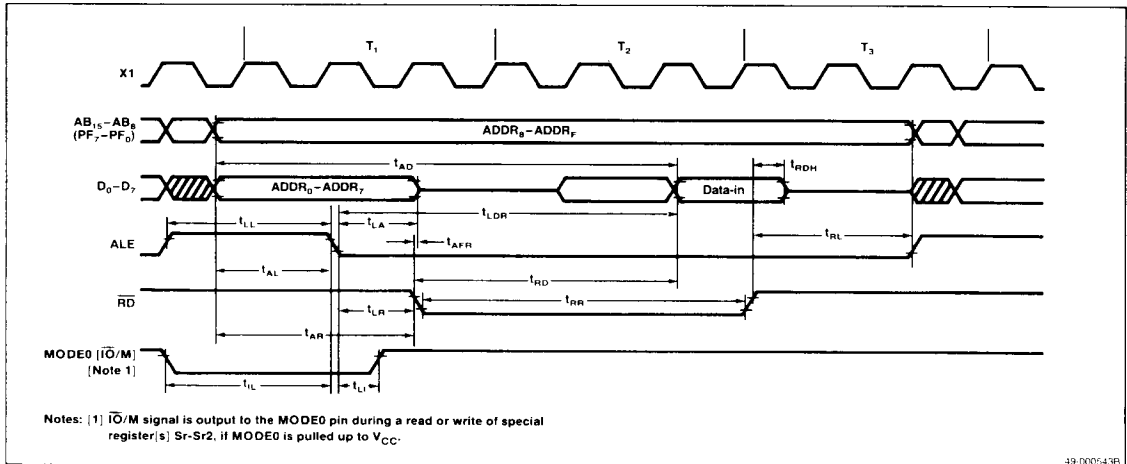 T1 T2 T3
X1
AB15–AB8
(PF7–PF0)
ADDR8–ADDRF
tAD
tRDH
D0–D7
ADDR0–ADDR7
Data-in
tLDR
tLL
tLA
tAFR
tRL
ALE
tAL
tRD
RD
tRR
tLR
tAR
MODE0 [IO/M]
[Note 1]
tIL
tLI
Notes: [1] IO/M signal is output to the MODE0 pin during a read or write of special
register[s] Sr-Sr2, if MODE0 is pulled up to VCC.
49-000543B